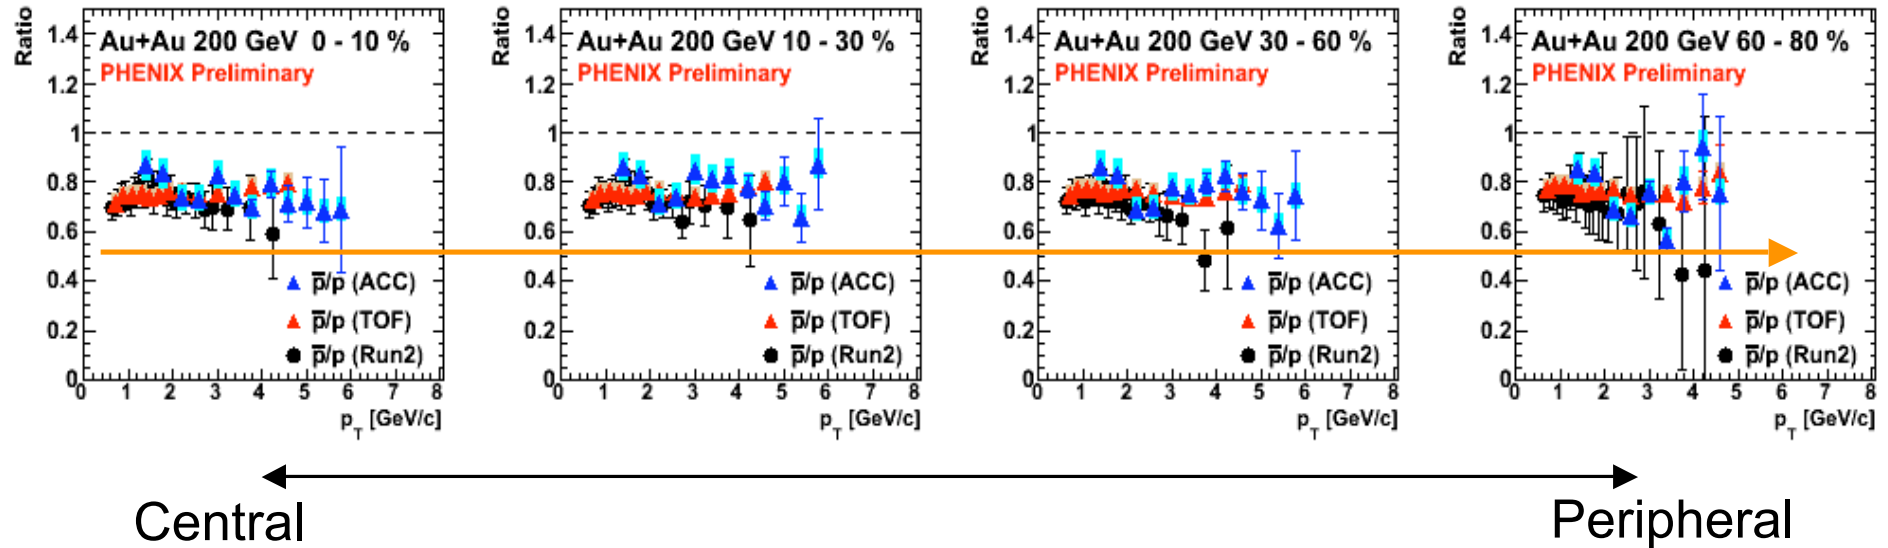 Ratio
1.4
1.2
1
0.8
0.6
0.4
0.2
0
Au+Au 200 GeV 0 - 10 %
PHENIX Preliminary
p̅/p (ACC)
p̅/p (TOF)
p̅/p (Run2)
0 1 2 3 4 5 6 7 8
p_T [GeV/c]
Ratio
1.4
1.2
1
0.8
0.6
0.4
0.2
0
Au+Au 200 GeV 10 - 30 %
PHENIX Preliminary
p̅/p (ACC)
p̅/p (TOF)
p̅/p (Run2)
0 1 2 3 4 5 6 7 8
p_T [GeV/c]
Ratio
1.4
1.2
1
0.8
0.6
0.4
0.2
0
Au+Au 200 GeV 30 - 60 %
PHENIX Preliminary
p̅/p (ACC)
p̅/p (TOF)
p̅/p (Run2)
0 1 2 3 4 5 6 7 8
p_T [GeV/c]
Ratio
1.4
1.2
1
0.8
0.6
0.4
0.2
0
Au+Au 200 GeV 60 - 80 %
PHENIX Preliminary
p̅/p (ACC)
p̅/p (TOF)
p̅/p (Run2)
0 1 2 3 4 5 6 7 8
p_T [GeV/c]
Central
Peripheral